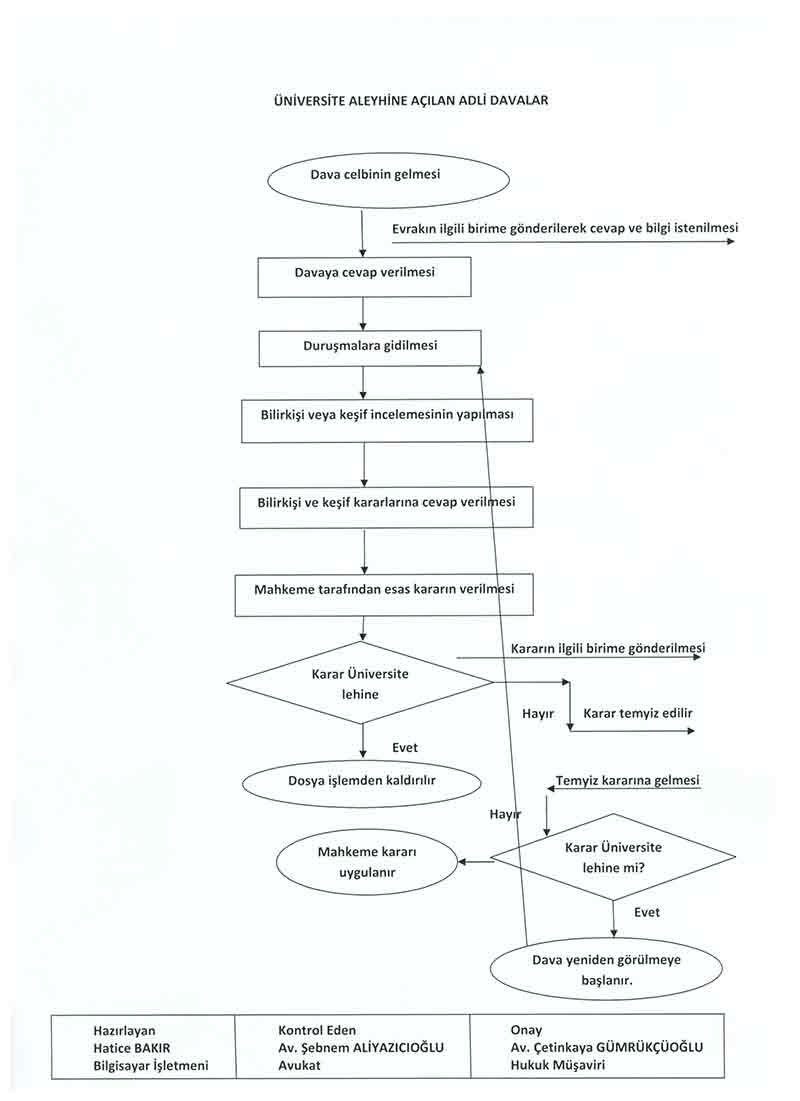 ÜNİVERSİTE ALEYHİNE AÇILAN ADLİ DAVALAR
Dava celbinin gelmesi
Evrakın ilgili birime gönderilerek cevap ve bilgi istenilmesi
Davaya cevap verilmesi
Duruşmalara gidilmesi
Bilirkişi veya keşif incelemesinin yapılması
Bilirkişi ve keşif kararlarına cevap verilmesi
Mahkeme tarafından esas kararın verilmesi
Kararın ilgili birime gönderilmesi
Karar Üniversite
lehine
Hayır
Karar temyiz edilir
Evet
Dosya işlemden kaldırılır
Temyiz kararına gelmesi
Hayır
Karar Üniversite
lehine mi?
Mahkeme kararı
uygulanır
Evet
Dava yeniden görülmeye
başlanır.
Hazırlayan
Hatice BAKIR
Bilgisayar İşletmeni
Kontrol Eden
Av. Şebnem ALİYAZICIOĞLU
Avukat
Onay
Av. Çetinkaya GÜMRÜKÇÜOĞLU
Hukuk Müşaviri